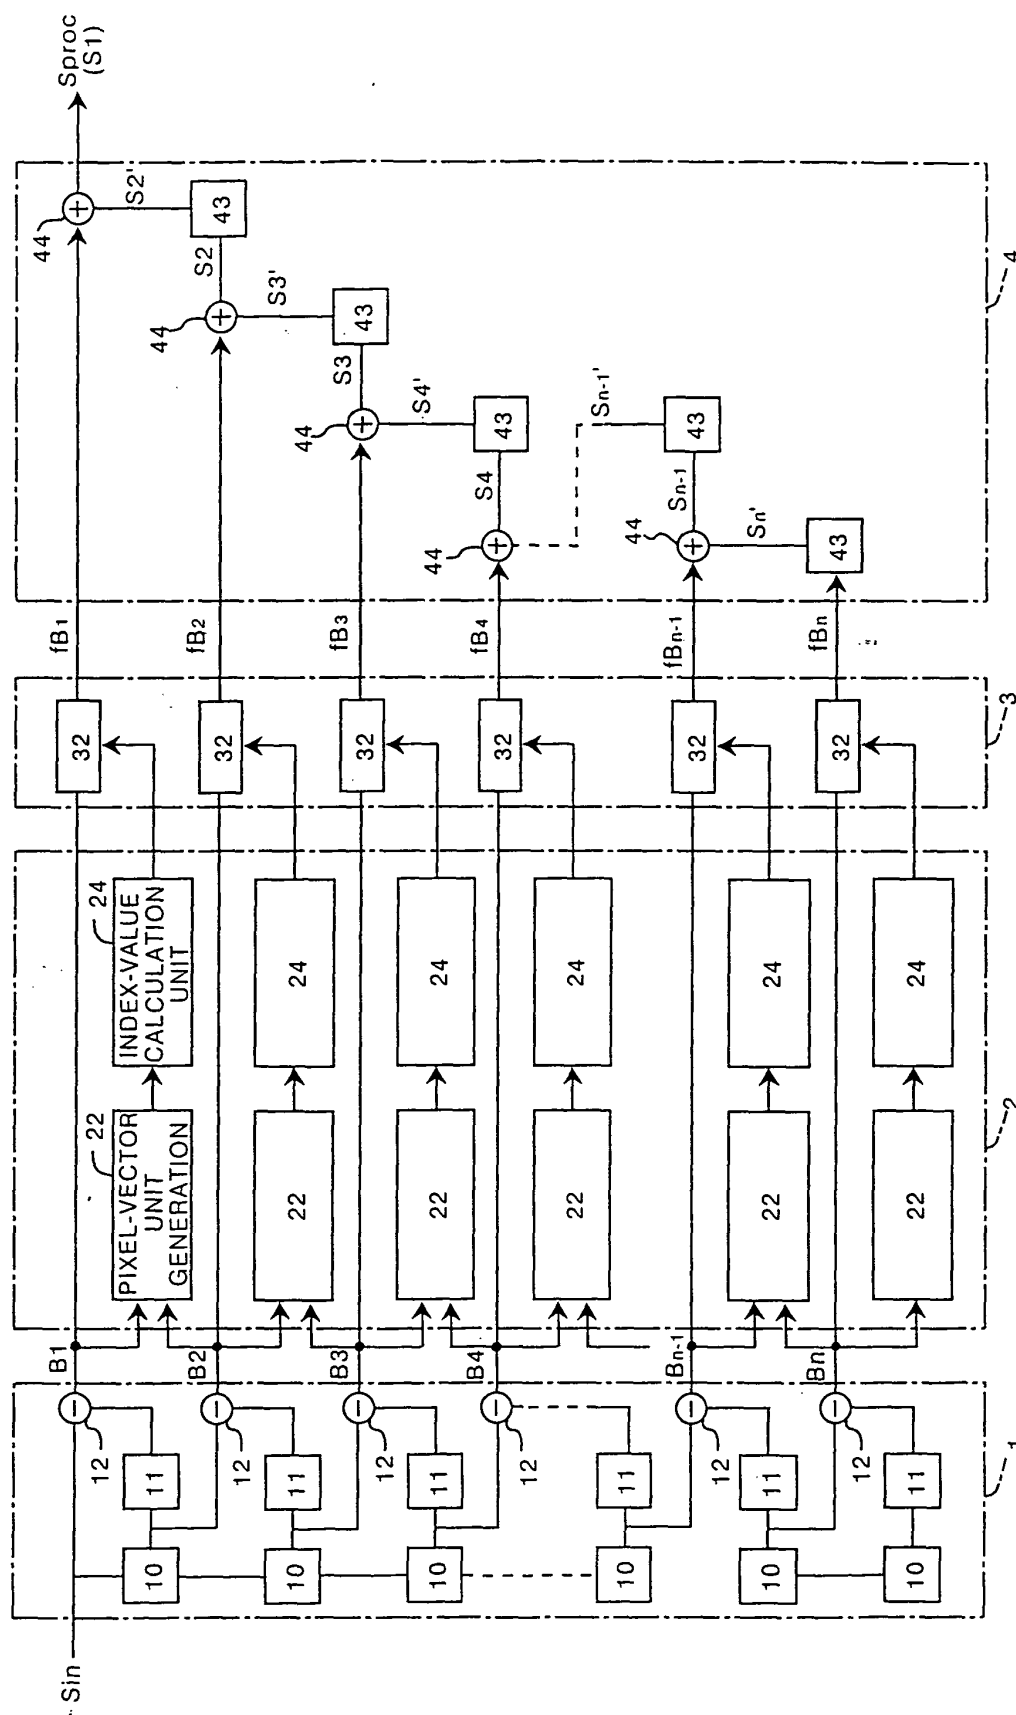 Sin
10
10
10
10
10
10
11
11
11
11
11
11
12
12
12
12
12
12
1
B1
B2
B3
B4
Bn-1
Bn
PIXEL-VECTOR
UNIT
GENERATION
22
22
22
22
22
22
INDEX-VALUE
CALCULATION
UNIT
24
24
24
24
24
24
2
32
32
32
32
32
32
3
fB1
fB2
fB3
fB4
fBn-1
fBn
44
44
44
44
44
43
43
43
43
43
S2'
S2
S3'
S3
S4'
S4
Sn-1'
Sn-1
Sn'
4
Sproc
(S1)